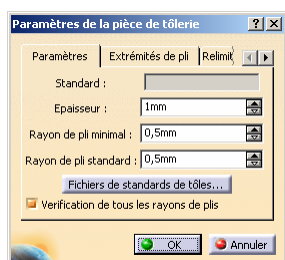 Paramètres de la pièce de tôlerie
Paramètres Extrémités de pli Relimit
Standard :
Epaisseur : 1mm
Rayon de pli minimal : 0,5mm
Rayon de pli standard : 0,5mm
Fichiers de standards de tôles...
Verification de tous les rayons de plis
OK Annuler